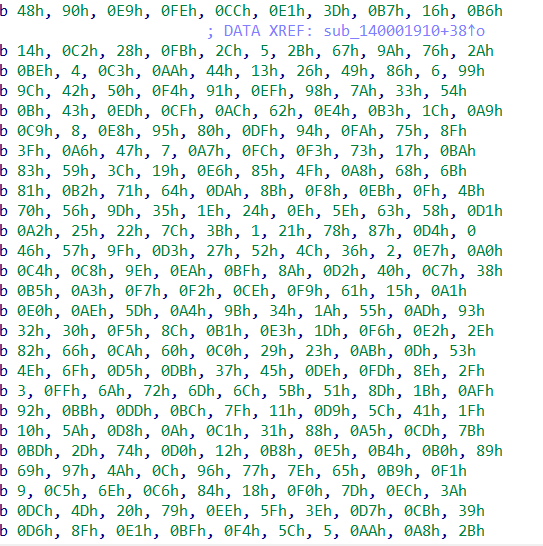 b 48h, 90h, 0E9h, 0FEh, 0CCh, 0E1h, 3Dh, 0B7h, 16h, 0B6h
; DATA XREF: sub_140001910+38↑o
b 14h, 0C2h, 28h, 0FBh, 2Ch, 5, 2Bh, 67h, 9Ah, 76h, 2Ah
b 0BEh, 4, 0C3h, 0AAh, 44h, 13h, 26h, 49h, 86h, 6, 99h
b 9Ch, 42h, 50h, 0F4h, 91h, 0EFh, 98h, 7Ah, 33h, 54h
b 0Bh, 43h, 0EDh, 0CFh, 0ACh, 62h, 0E4h, 0B3h, 1Ch, 0A9h
b 0C9h, 8, 0E8h, 95h, 80h, 0DFh, 94h, 0FAh, 75h, 8Fh
b 3Fh, 0A6h, 47h, 7, 0A7h, 0FCh, 0F3h, 73h, 17h, 0BAh
b 83h, 59h, 3Ch, 19h, 0E6h, 85h, 4Fh, 0A8h, 68h, 6Bh
b 81h, 0B2h, 71h, 64h, 0DAh, 8Bh, 0F8h, 0EBh, 0Fh, 4Bh
b 70h, 56h, 9Dh, 35h, 1Eh, 24h, 0Eh, 5Eh, 63h, 58h, 0D1h
b 0A2h, 25h, 22h, 7Ch, 3Bh, 1, 21h, 78h, 87h, 0D4h, 0
b 46h, 57h, 9Fh, 0D3h, 27h, 52h, 4Ch, 36h, 2, 0E7h, 0A0h
b 0C4h, 0C8h, 9Eh, 0EAh, 0BFh, 8Ah, 0D2h, 40h, 0C7h, 38h
b 0B5h, 0A3h, 0F7h, 0F2h, 0CEh, 0F9h, 61h, 15h, 0A1h
b 0E0h, 0AEh, 5Dh, 0A4h, 9Bh, 34h, 1Ah, 55h, 0ADh, 93h
b 32h, 30h, 0F5h, 8Ch, 0B1h, 0E3h, 1Dh, 0F6h, 0E2h, 2Eh
b 82h, 66h, 0CAh, 60h, 0C0h, 29h, 23h, 0ABh, 0Dh, 53h
b 4Eh, 6Fh, 0D5h, 0DBh, 37h, 45h, 0DEh, 0FDh, 8Eh, 2Fh
b 3, 0FFh, 6Ah, 72h, 6Dh, 6Ch, 5Bh, 51h, 8Dh, 1Bh, 0AFh
b 92h, 0BBh, 0DDh, 0BCh, 7Fh, 11h, 0D9h, 5Ch, 41h, 1Fh
b 10h, 5Ah, 0D8h, 0Ah, 0C1h, 31h, 88h, 0A5h, 0CDh, 7Bh
b 0BDh, 2Dh, 74h, 0D0h, 12h, 0B8h, 0E5h, 0B4h, 0B0h, 89h
b 69h, 97h, 4Ah, 0Ch, 96h, 77h, 7Eh, 65h, 0B9h, 0F1h
b 9, 0C5h, 6Eh, 0C6h, 84h, 18h, 0F0h, 7Dh, 0ECh, 3Ah
b 0DCh, 4Dh, 20h, 79h, 0EEh, 5Fh, 3Eh, 0D7h, 0CBh, 39h
b 0D6h, 8Fh, 0E1h, 0BFh, 0F4h, 5Ch, 5, 0AAh, 0A8h, 2Bh